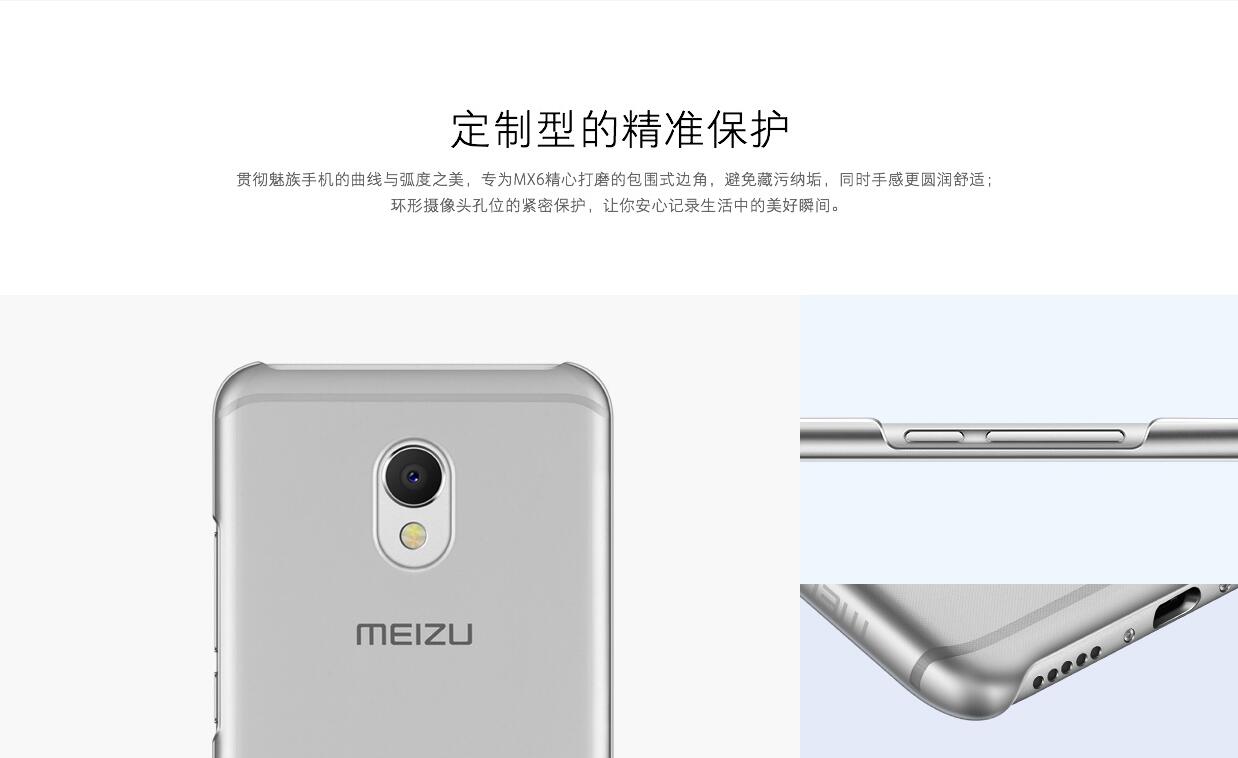 定制型的精准保护
贯彻魅族手机的曲线与弧度之美，专为MX6精心打磨的包围式边角，避免藏污纳垢，同时手感更圆润舒适；
环形摄像头孔位的紧密保护，让你安心记录生活中的美好瞬间。
MEIZU
MEIZU